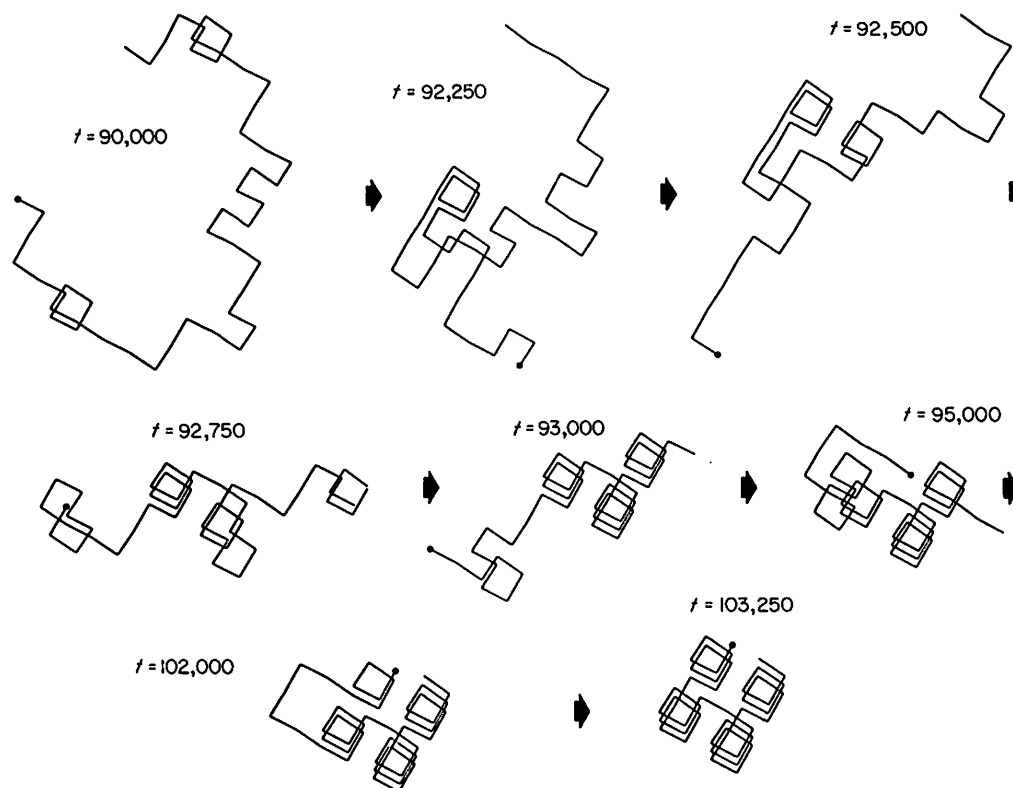 t = 90,000
t = 92,250
t = 92,500
t = 92,750
t = 93,000
t = 95,000
t = 102,000
t = 103,250